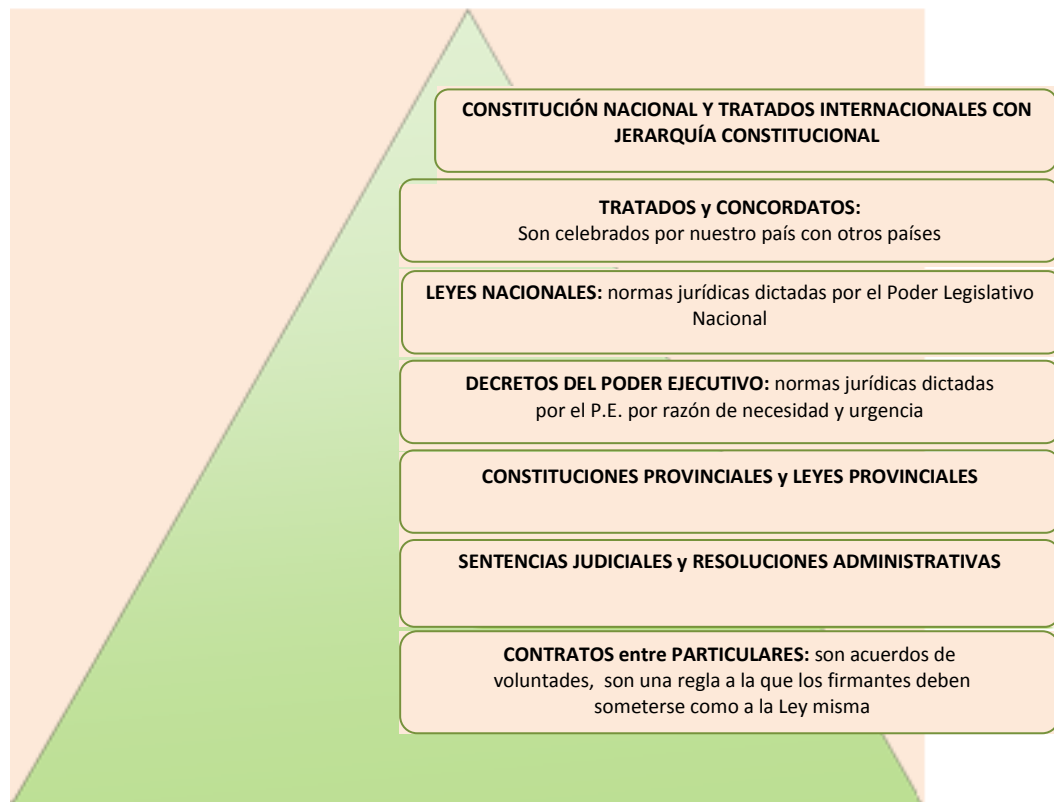 CONSTITUCIÓN NACIONAL Y TRATADOS INTERNACIONALES CON
JERARQUÍA CONSTITUCIONAL
TRATADOS y CONCORDATOS:
Son celebrados por nuestro país con otros países
LEYES NACIONALES: normas jurídicas dictadas por el Poder Legislativo
Nacional
DECRETOS DEL PODER EJECUTIVO: normas jurídicas dictadas
por el P.E. por razón de necesidad y urgencia
CONSTITUCIONES PROVINCIALES y LEYES PROVINCIALES
SENTENCIAS JUDICIALES y RESOLUCIONES ADMINISTRATIVAS
CONTRATOS entre PARTICULARES: son acuerdos de
voluntades, son una regla a la que los firmantes deben
someterse como a la Ley misma